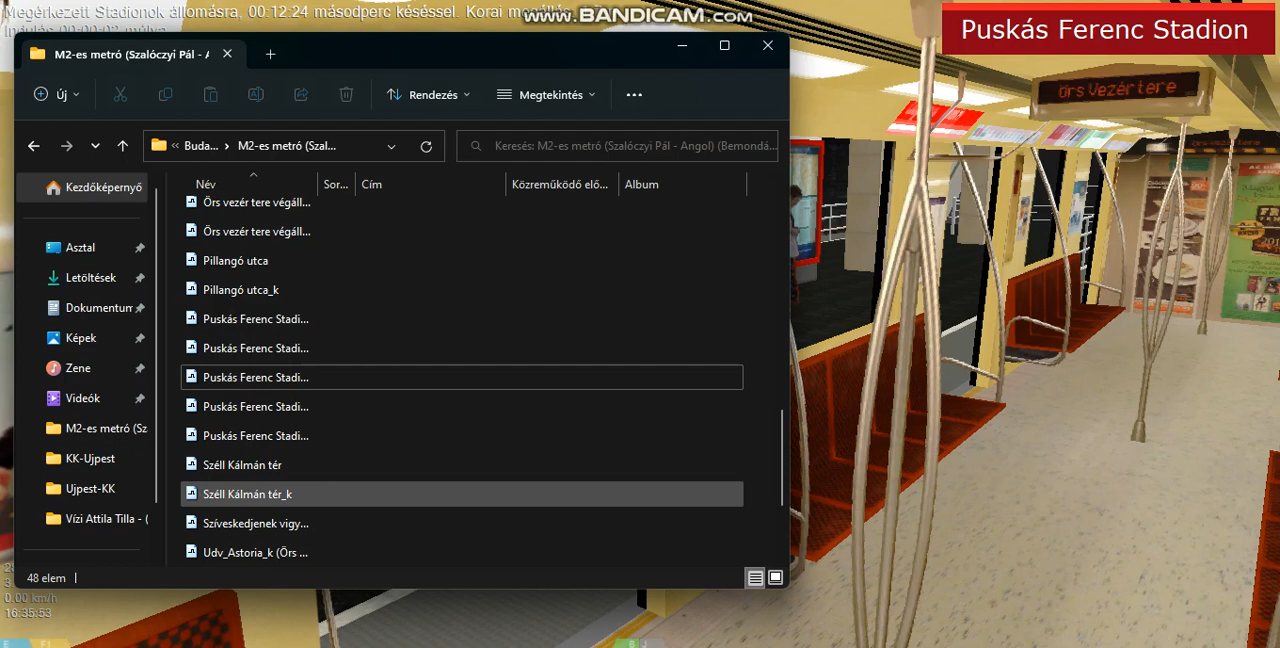 Megérkezett Stadionok állomásra, 00:12:24 másodperc késéssel. Korai
www.BANDICAM.com
Puskás Ferenc Stadion
Örs Vezér tere
M2-es metró (Szalóczyi Pál - A
Új
Rendezés
Megtekintés
Buda...
M2-es metró (Szal...
Keresés: M2-es metró (Szalóczyi Pál - Angol) (Bemondá...
Név
Sor...
Cím
Közreműködő elő...
Album
Kezdőképernyő
Asztal
Letöltések
Dokumentum
Képek
Zene
Videók
M2-es metró (Sz
KK-Ujpest
Ujpest-KK
Vízi Attila Tilla - (
Örs vezér tere végáll...
Örs vezér tere végáll...
Pillangó utca
Pillangó utca_k
Puskás Ferenc Stadi...
Puskás Ferenc Stadi...
Puskás Ferenc Stadi...
Puskás Ferenc Stadi...
Puskás Ferenc Stadi...
Széll Kálmán tér
Széll Kálmán tér_k
Szíveskedjenek vigy...
Udv_Astoria_k (Örs ...
48 elem
0.00 km/h
16:35:53